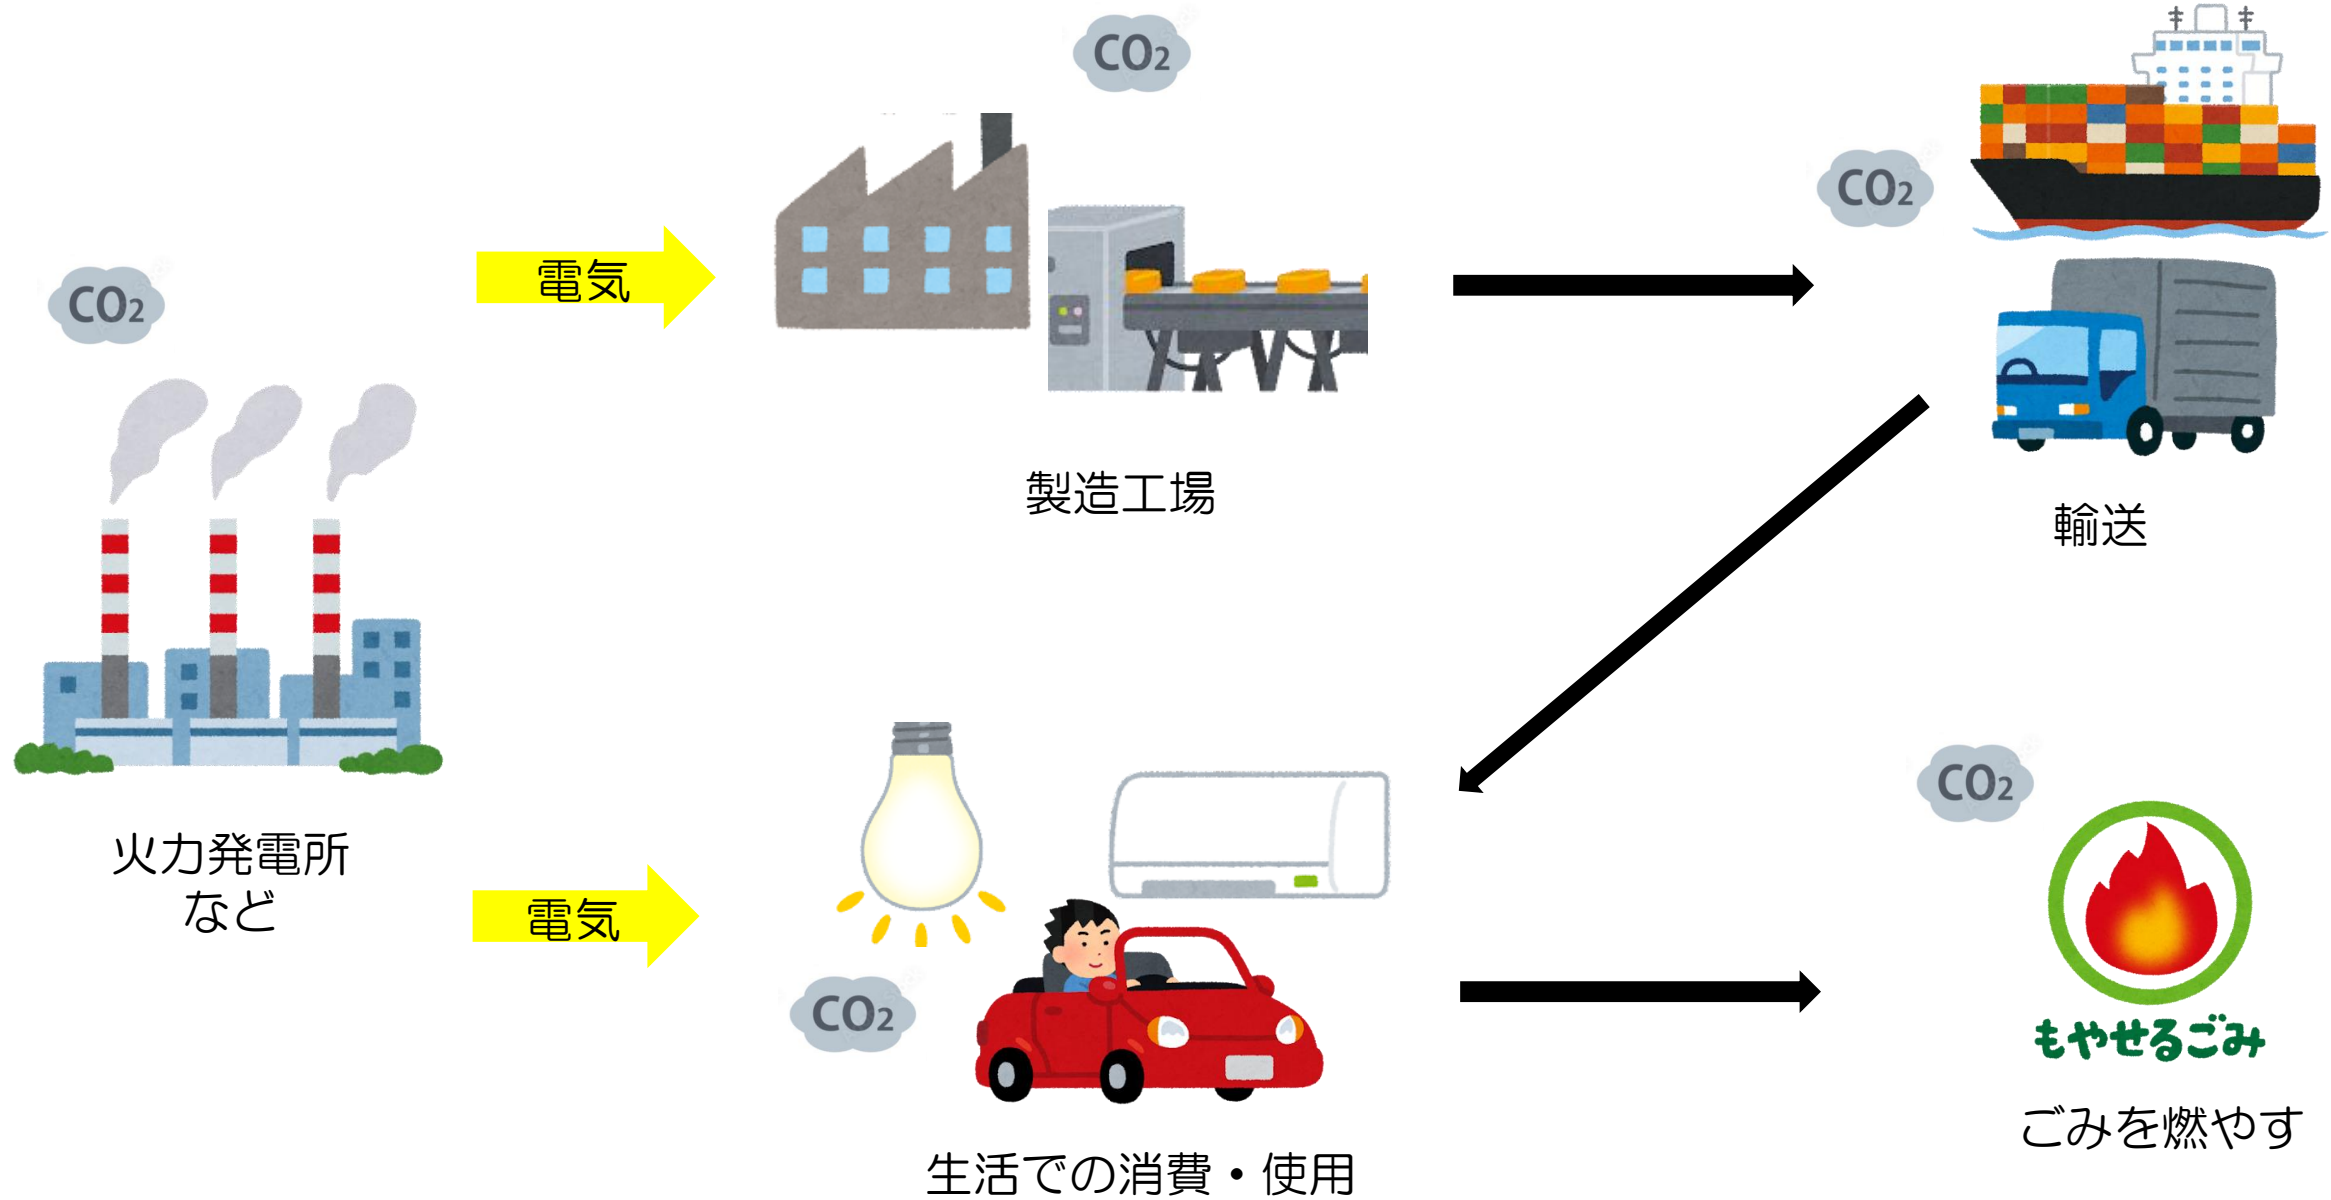 CO2
CO2
電気
CO2
CO2
製造工場
輸送
火力発電所
など
電気
CO2
CO2
もやせるごみ
ごみを燃やす
生活での消費・使用